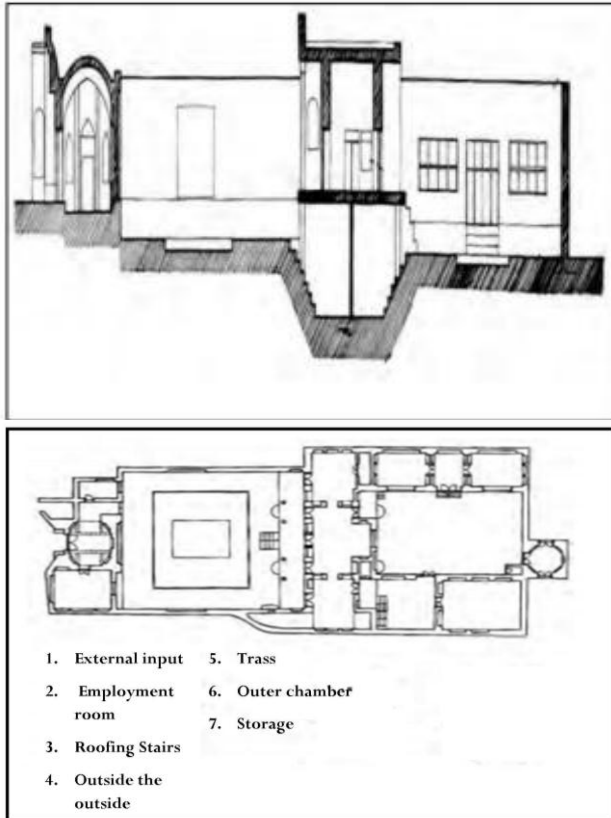 1. External input
2. Employment
room
3. Roofing Stairs
4. Outside the
outside
5. Trass
6. Outer chamber
7. Storage